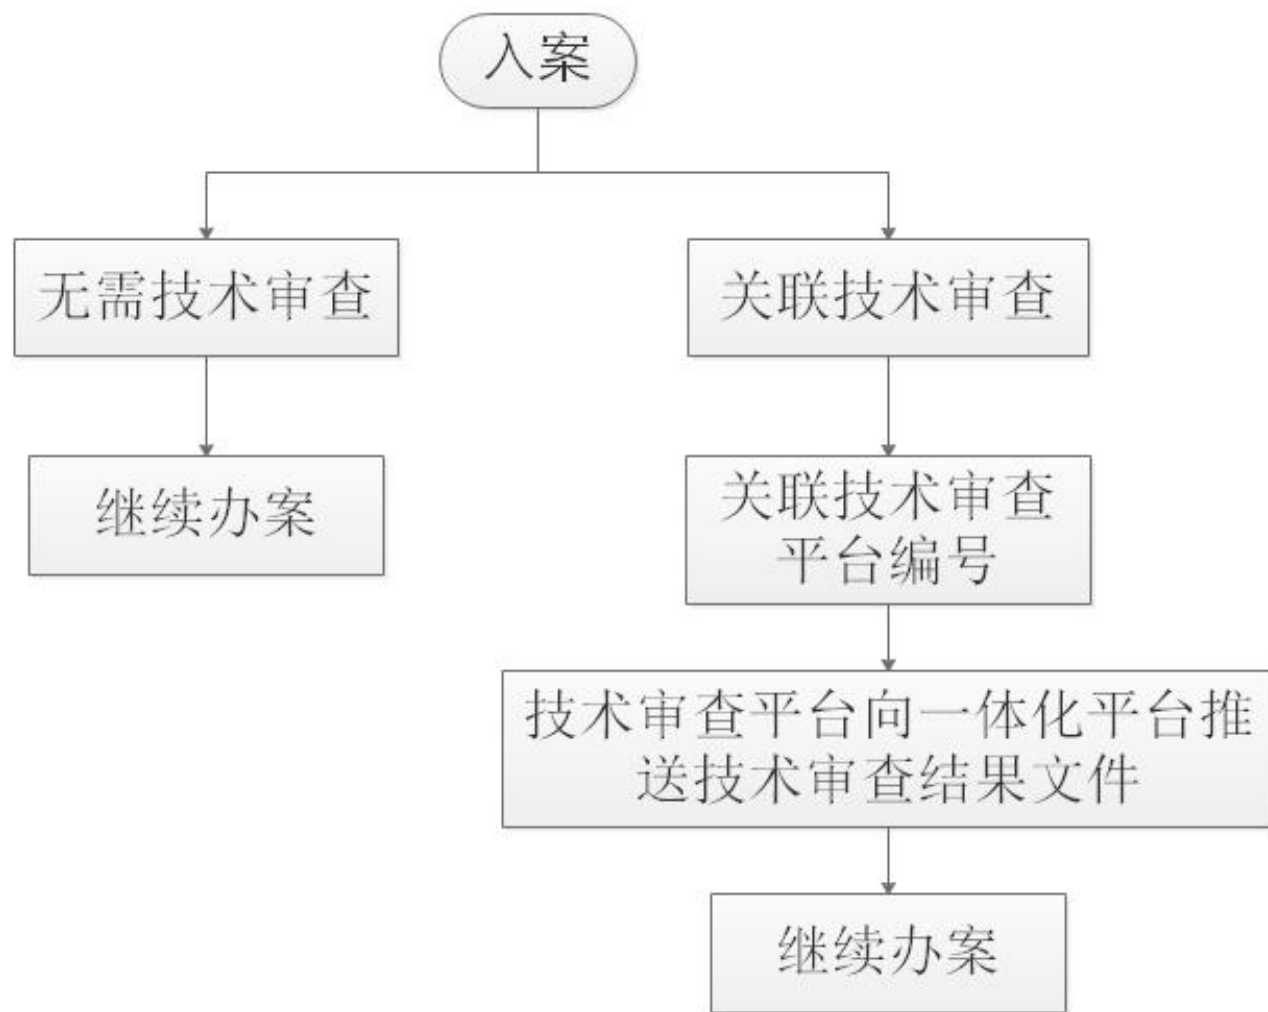 入案
无需技术审查
关联技术审查
继续办案
关联技术审查
平台编号
技术审查平台向一体化平台推
送技术审查结果文件
继续办案